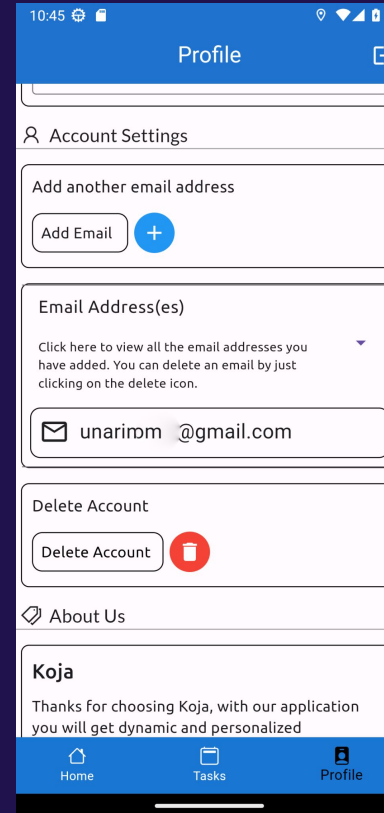 10:45
Profile
Account Settings
Add another email address
Add Email
Email Address(es)
Click here to view all the email addresses you
have added. You can delete an email by just
clicking on the delete icon.
@gmail.com
Delete Account
Delete Account
About Us
Koja
Thanks for choosing Koja, with our application
you will get dynamic and personalized
Home
Tasks
Profile